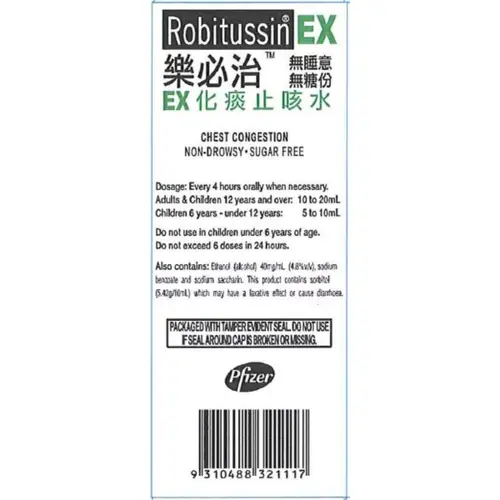 Robitussin® EX
樂必治™ 無睡意
無糖份
EX化痰止咳水
CHEST CONGESTION
NON-DROWSY • SUGAR FREE
Dosage: Every 4 hours orally when necessary.
Adults & Children 12 years and over: 10 to 20mL
Children 6 years - under 12 years: 5 to 10mL
Do not use in children under 6 years of age.
Do not exceed 6 doses in 24 hours.
Also contains: Ethanol (alcohol) 40mg/mL (4.8%v/v), sodium
benzoate and sodium saccharin. This product contains sorbitol
(5.42g/10mL) which may have a laxative effect or cause diarrhoea.
PACKAGED WITH TAMPER EVIDENT SEAL. DO NOT USE
IF SEAL AROUND CAP IS BROKEN OR MISSING.
Pfizer
9 310488 321117